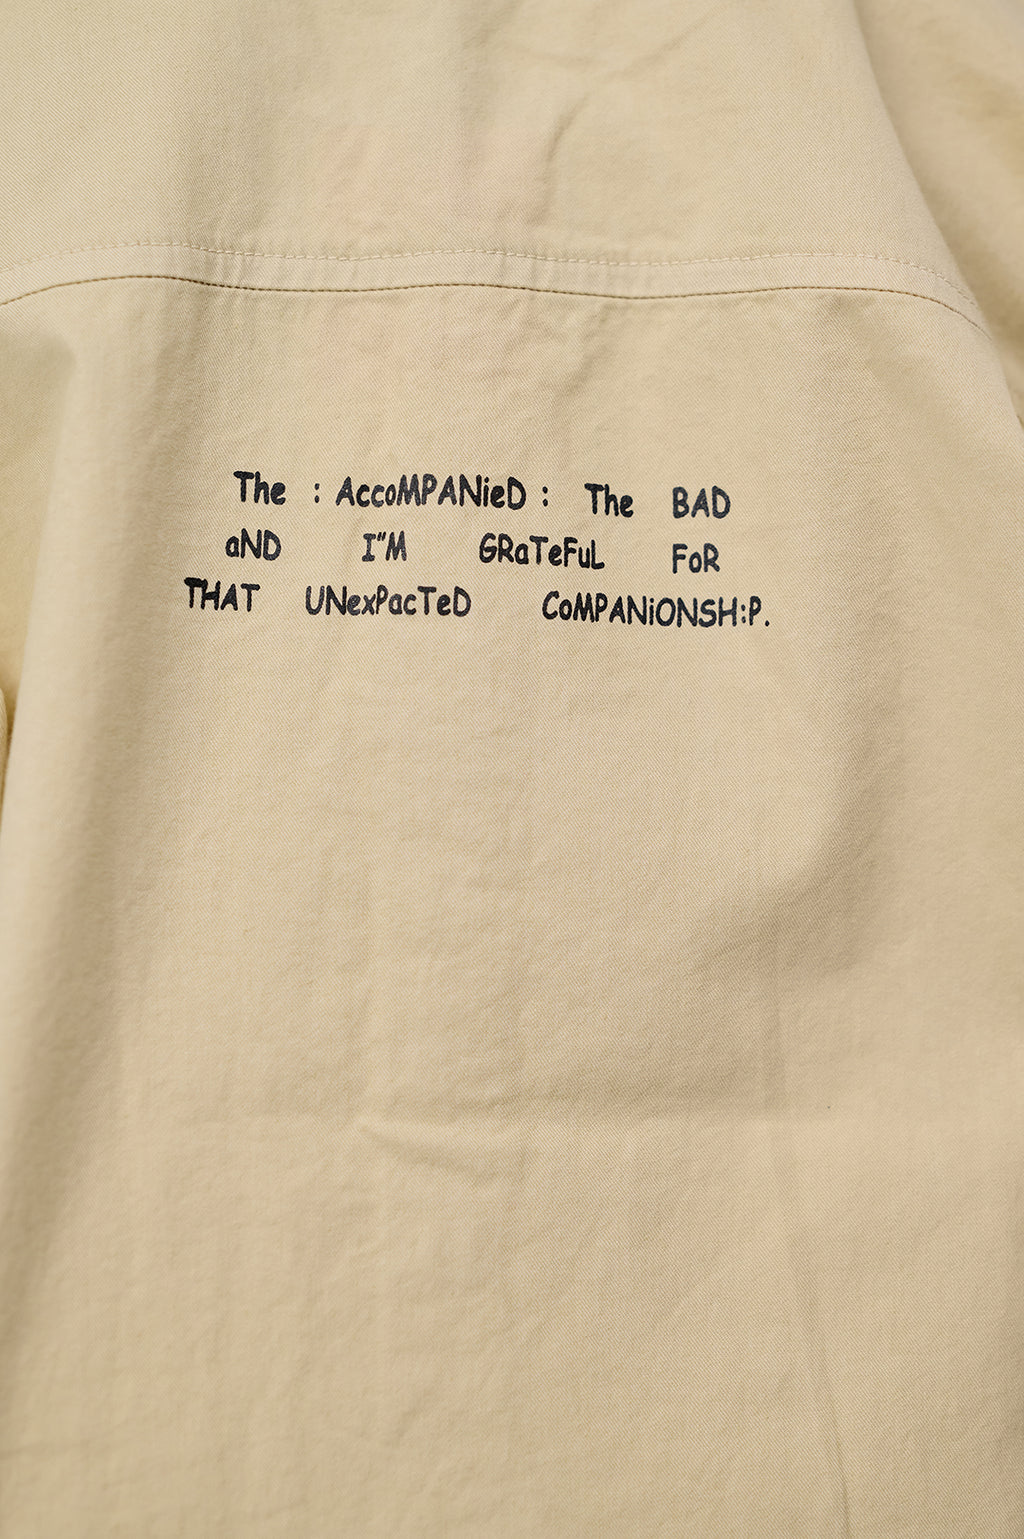 The : AccoMPANieD : The BAD
aND I"M GRaTeFuL FoR
THAT UNexPacTeD CoMPANiONSH:P.